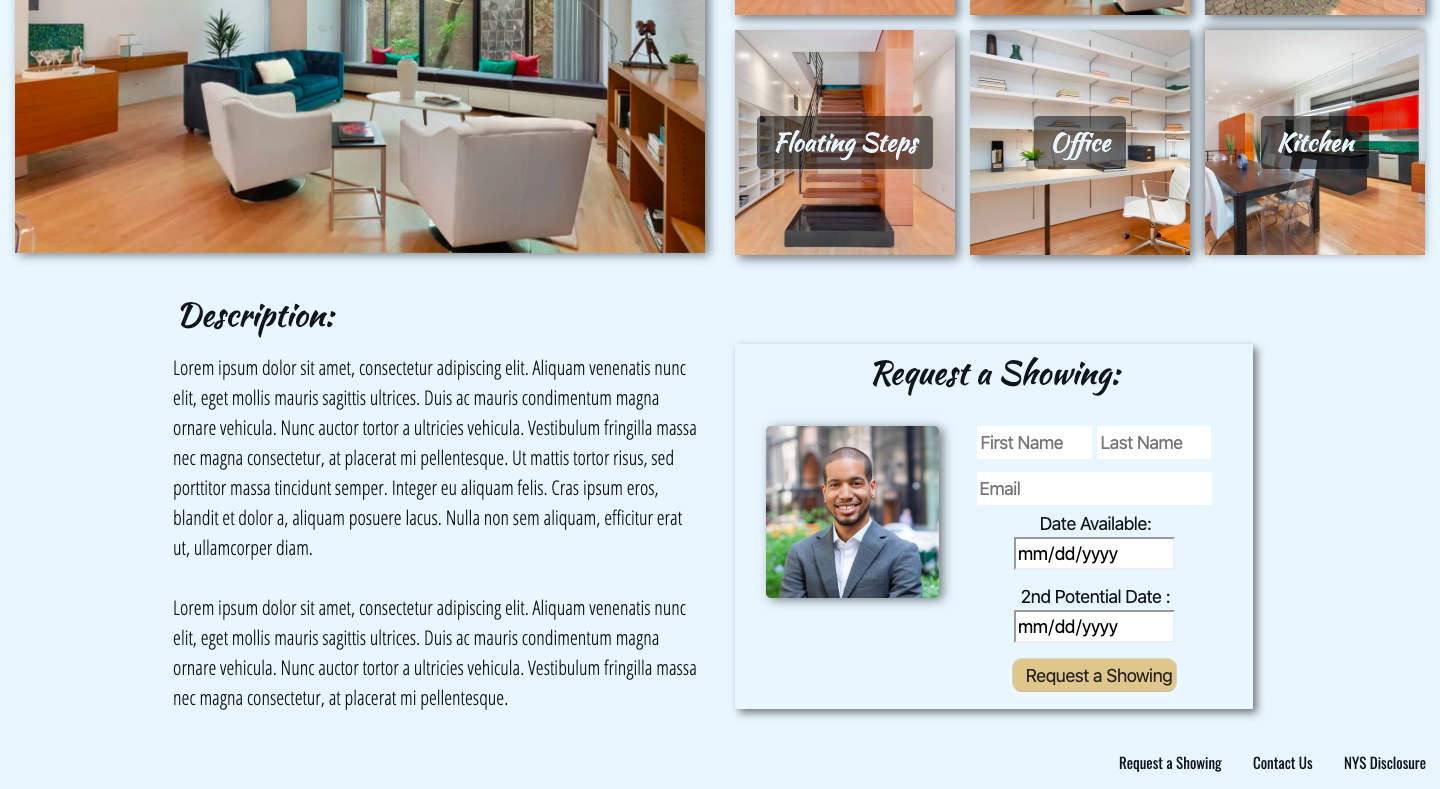 Floating Steps
Office
Kitchen
Description:
Lorem ipsum dolor sit amet, consectetur adipiscing elit. Aliquam venenatis nunc
elit, eget mollis mauris sagittis ultrices. Duis ac mauris condimentum magna
ornare vehicula. Nunc auctor tortor a ultricies vehicula. Vestibulum fringilla massa
nec magna consectetur, at placerat mi pellentesque. Ut mattis tortor risus, sed
porttitor massa tincidunt semper. Integer eu aliquam felis. Cras ipsum eros,
blandit et dolor a, aliquam posuere lacus. Nulla non sem aliquam, efficitur erat
ut, ullamcorper diam.
Lorem ipsum dolor sit amet, consectetur adipiscing elit. Aliquam venenatis nunc
elit, eget mollis mauris sagittis ultrices. Duis ac mauris condimentum magna
ornare vehicula. Nunc auctor tortor a ultricies vehicula. Vestibulum fringilla massa
nec magna consectetur, at placerat mi pellentesque.
Request a Showing:
First Name
Last Name
Email
Date Available:
mm/dd/yyyy
2nd Potential Date :
mm/dd/yyyy
Request a Showing
Request a Showing
Contact Us
NYS Disclosure